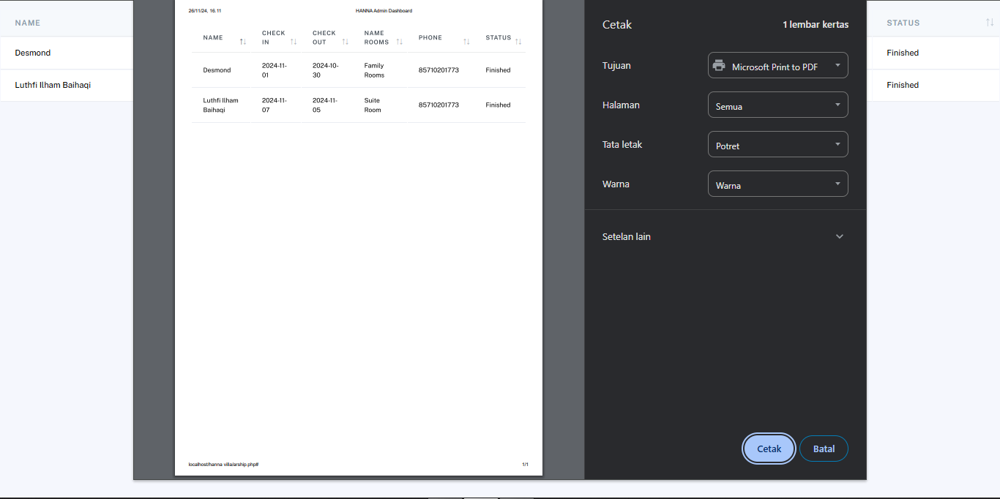 NAME
Desmond
Luthfi Ilham Baihaqi
26/11/24, 16.11 HANNA Admin Dashboard
NAME CHECK IN CHECK OUT NAME ROOMS PHONE STATUS
Desmond 2024-11-01 2024-10-30 Family Rooms 85710201773 Finished
Luthfi Ilham Baihaqi 2024-11-07 2024-11-05 Suite Room 85710201773 Finished
localhost/hanna villa/arship.php# 1/1
Cetak 1 lembar kertas
Tujuan Microsoft Print to PDF
Halaman Semua
Tata letak Potret
Warna Warna
Setelan lain
Cetak Batal
STATUS
Finished
Finished